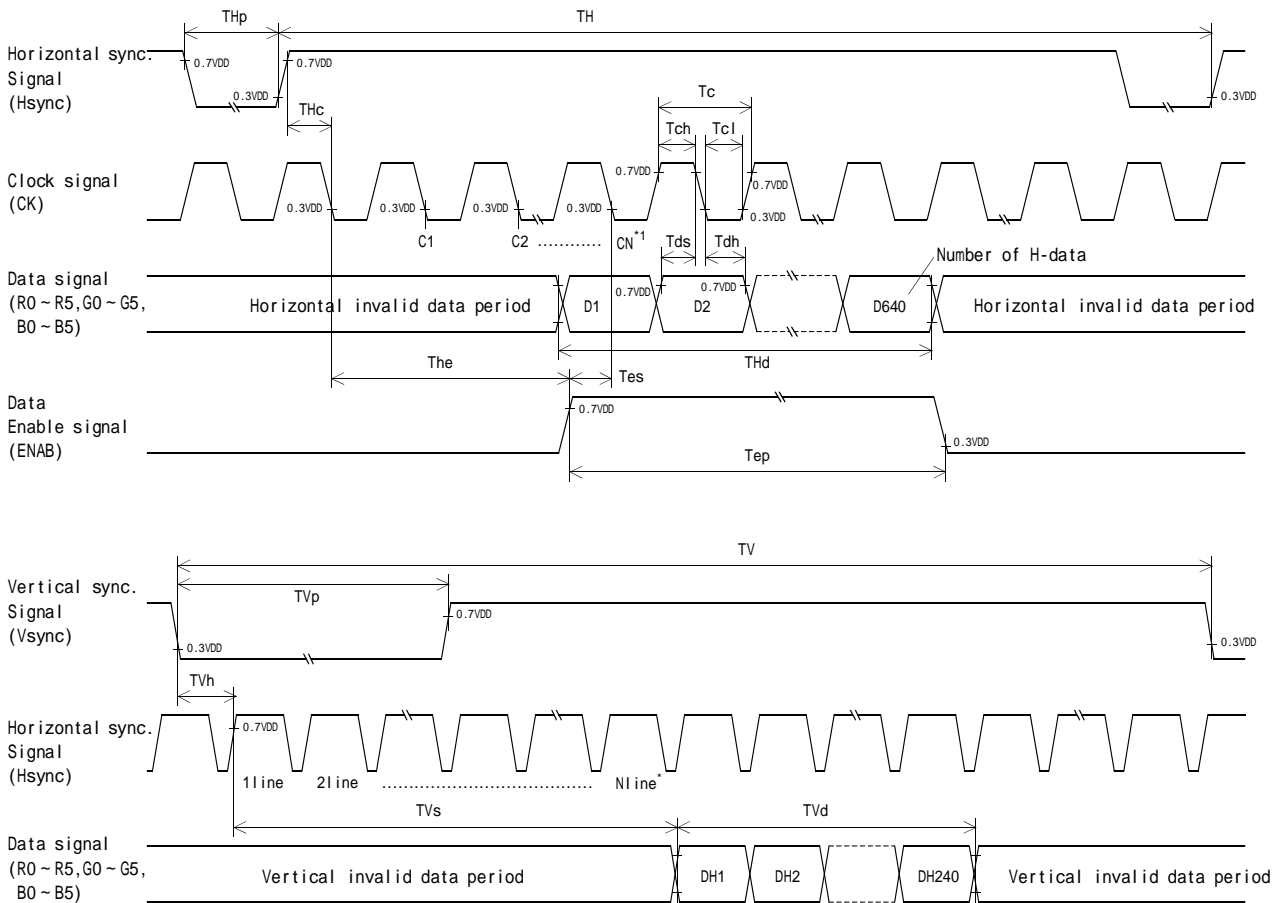 THp
TH
Horizontal sync.
Signal
(Hsync)
0.7VDD
0.7VDD
0.3VDD
0.3VDD
THc
Tc
Tch
Tcl
Clock signal
(CK)
0.7VDD
0.7VDD
0.3VDD
0.3VDD
0.3VDD
0.3VDD
0.3VDD
C1
C2 ............ CN*1
Tds
Tdh
Number of H-data
Data signal
(R0~R5,G0~G5,
B0~B5)
Horizontal invalid data period
0.7VDD
0.7VDD
D1
D2
D640
Horizontal invalid data period
THd
The
Tes
Data
Enable signal
(ENAB)
0.7VDD
0.3VDD
Tep
TV
TVp
Vertical sync.
Signal
(Vsync)
0.7VDD
0.3VDD
0.3VDD
TVh
Horizontal sync.
Signal
(Hsync)
0.7VDD
1line 2line ...................................... Nline*
TVs
TVd
Data signal
(R0~R5,G0~G5,
B0~B5)
Vertical invalid data period
DH1
DH2
DH240
Vertical invalid data period